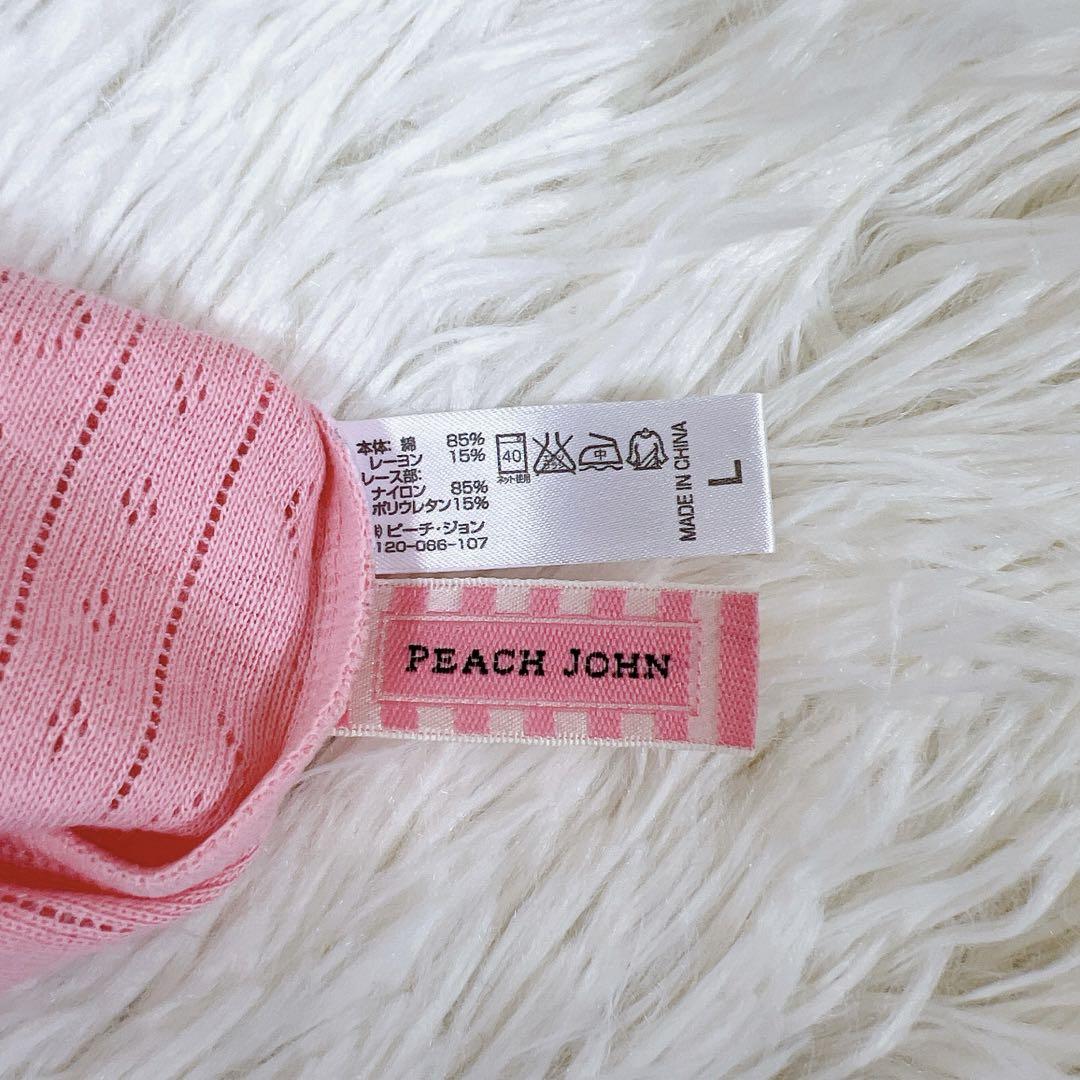 本体: 綿 85%
レーヨン 15%
レース部:
ナイロン 85%
ポリウレタン15%
㈱ ピーチ・ジョン
120-066-107
40
ネット使用
中
MADE IN CHINA
L
PEACH JOHN